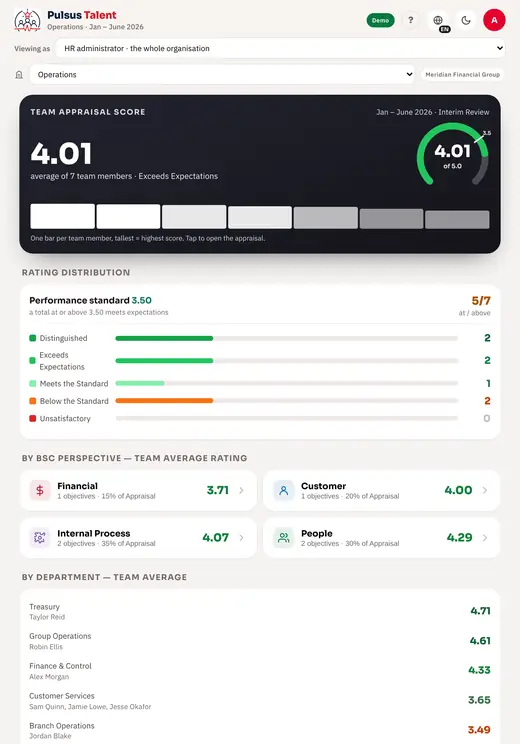 Pulsus Talent
Operations · Jan – June 2026
Demo
?
EN
A
Viewing as
HR administrator · the whole organisation
Operations
Meridian Financial Group
TEAM APPRAISAL SCORE
Jan – June 2026 · Interim Review
4.01
average of 7 team members · Exceeds Expectations
3.5
4.01
of 5.0
One bar per team member, tallest = highest score. Tap to open the appraisal.
RATING DISTRIBUTION
Performance standard 3.50
a total at or above 3.50 meets expectations
5/7
at / above
Distinguished 2
Exceeds
Expectations 2
Meets the Standard 1
Below the Standard 2
Unsatisfactory 0
BY BSC PERSPECTIVE — TEAM AVERAGE RATING
Financial
1 objectives · 15% of Appraisal
3.71
Customer
1 objectives · 20% of Appraisal
4.00
Internal Process
2 objectives · 35% of Appraisal
4.07
People
2 objectives · 30% of Appraisal
4.29
BY DEPARTMENT — TEAM AVERAGE
Treasury
Taylor Reid
4.71
Group Operations
Robin Ellis
4.61
Finance & Control
Alex Morgan
4.33
Customer Services
Sam Quinn, Jamie Lowe, Jesse Okafor
3.65
Branch Operations
Jordan Blake
3.49